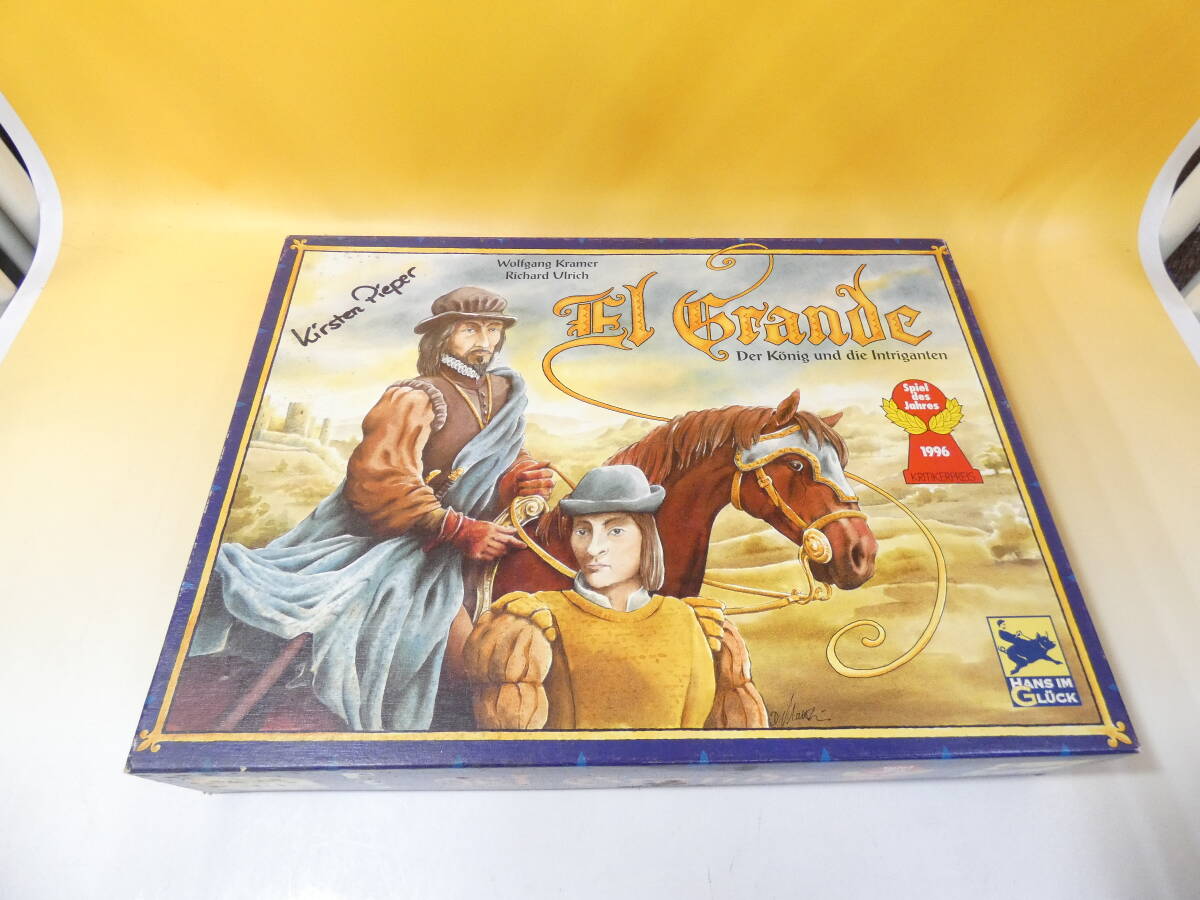 Kirsten Pieper
Wolfgang Kramer
Richard Ulrich
El Grande
Der König und die Intriganten
Spiel
des
Jahres
1996
KRITIKERPREIS
HANS IM
GLÜCK